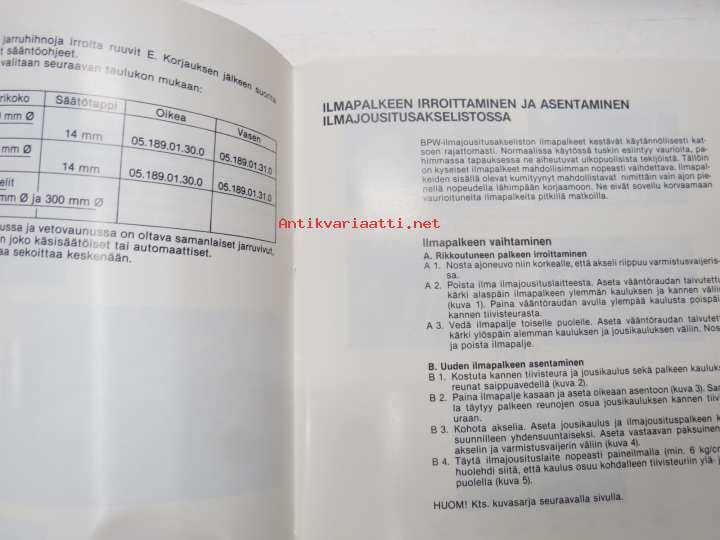 jarruhihnoja irroita ruuvit E. Korjauksen jälkeen suorita
sääntöohjeet.
valitaan seuraavan taulukon mukaan:
rikoko
Säätötappi
Oikea
Vasen
mm Ø
14 mm
05.189.01.30.0
05.189.01.31.0
mm Ø
14 mm
05.189.01.30.0
05.189.01.31.0
elit
mm Ø ja 300 mm Ø
ussa ja vetovaunussa on oltava samanlaiset jarruvivut,
n joko käsisäätöiset tai automaattiset.
aa sekoittaa keskenään.
ILMAPALKEEN IRROITTAMINEN JA ASENTAMINEN
ILMAJOUSITUSAKSELISTOSSA
BPW-ilmajousitusakseliston ilmapalkeet kestävät käytännöllisesti kat-
soen rajattomasti. Normaalissa käytössä tuskin esiintyy vaurioita, pa-
himmassa tapauksessa ne aiheutuvat ulkopuolisista tekijöistä. Tällöin
on kyseiset ilmapalkeet mahdollisimman nopeasti vaihdettava. Ilmapal-
keiden sisällä olevat kumityynyt mahdollistavat nimittäin vain ajon pie-
nellä nopeudella lähimpään korjaamoon. Ne eivät sovellu korvaamaan
vaurioituneita ilmapalkeita pitkillä matkoilla.
Antikvariaatti.net
Ilmapalkeen vaihtaminen
A. Rikkoutuneen palkeen irroittaminen
A 1. Nosta ajoneuvo niin korkealle, että akseli riippuu varmistusvaijeris-
sa.
A 2. Poista ilma ilmajousituslaitteesta. Aseta vääntöraudan taivutettu
kärki alaspäin ilmapalkeen ylemmän kauluksen ja kannen väliin
(kuva 1). Paina vääntöraudan avulla ylempää kaulusta poispäin
kannen tiivisteurasta.
A 3. Vedä ilmapalje toiselle puolelle. Aseta vääntöraudan taivutettu
kärki ylöspäin alemman kauluksen ja jousikauluksen väliin. Nos
ja poista ilmapalje.
B. Uuden ilmapalkeen asentaminen
B 1. Kostuta kannen tiivisteura ja jousikaulus sekä palkeen kauluks
reunat saippuavedellä (kuva 2).
B 2. Paina ilmapalje kasaan ja aseta oikeaan asentoon (kuva 3). Sam
la täytyy palkeen reunojen osua jousikauluksen kannen tiivis
uraan.
B 3. Kohota akselia. Aseta jousikaulus ja ilmajousituspalkeen k
suunnilleen yhdensuuntaiseksi. Aseta vastaavan paksuinen
akselin ja varmistusvaijerin väliin (kuva 4).
B 4. Täytä ilmajousituslaite nopeasti paineilmalla (min. 6 kg/cm
huolehdi siitä, että kaulus osuu kohdalleen tiivisteuriin ylä- j
puolella (kuva 5).
HUOM! Kts. kuvasarja seuraavalla sivulla.